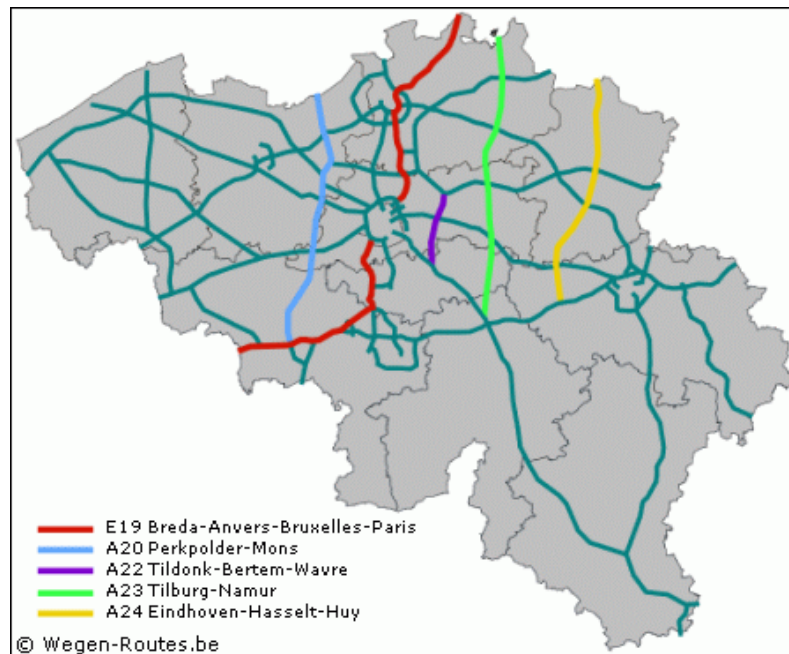 E19 Breda-Anvers-Bruxelles-Paris
A20 Perkpolder-Mons
A22 Tildonk-Bertem-Wavre
A23 Tilburg-Namur
A24 Eindhoven-Hasselt-Huy
© Wegen-Routes.be